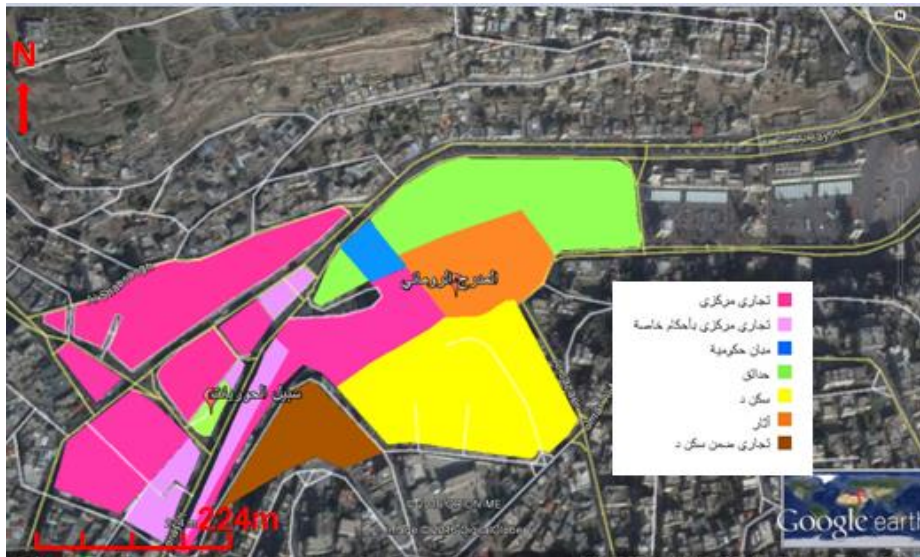 N
N
المدرج الروماني
سبيل الحوريات
تجاري مركزي
تجاري مركزي بأحكام خاصة
مبان حكومية
حدائق
سكن د
آثار
تجاري ضمن سكن د
224m
Google earth